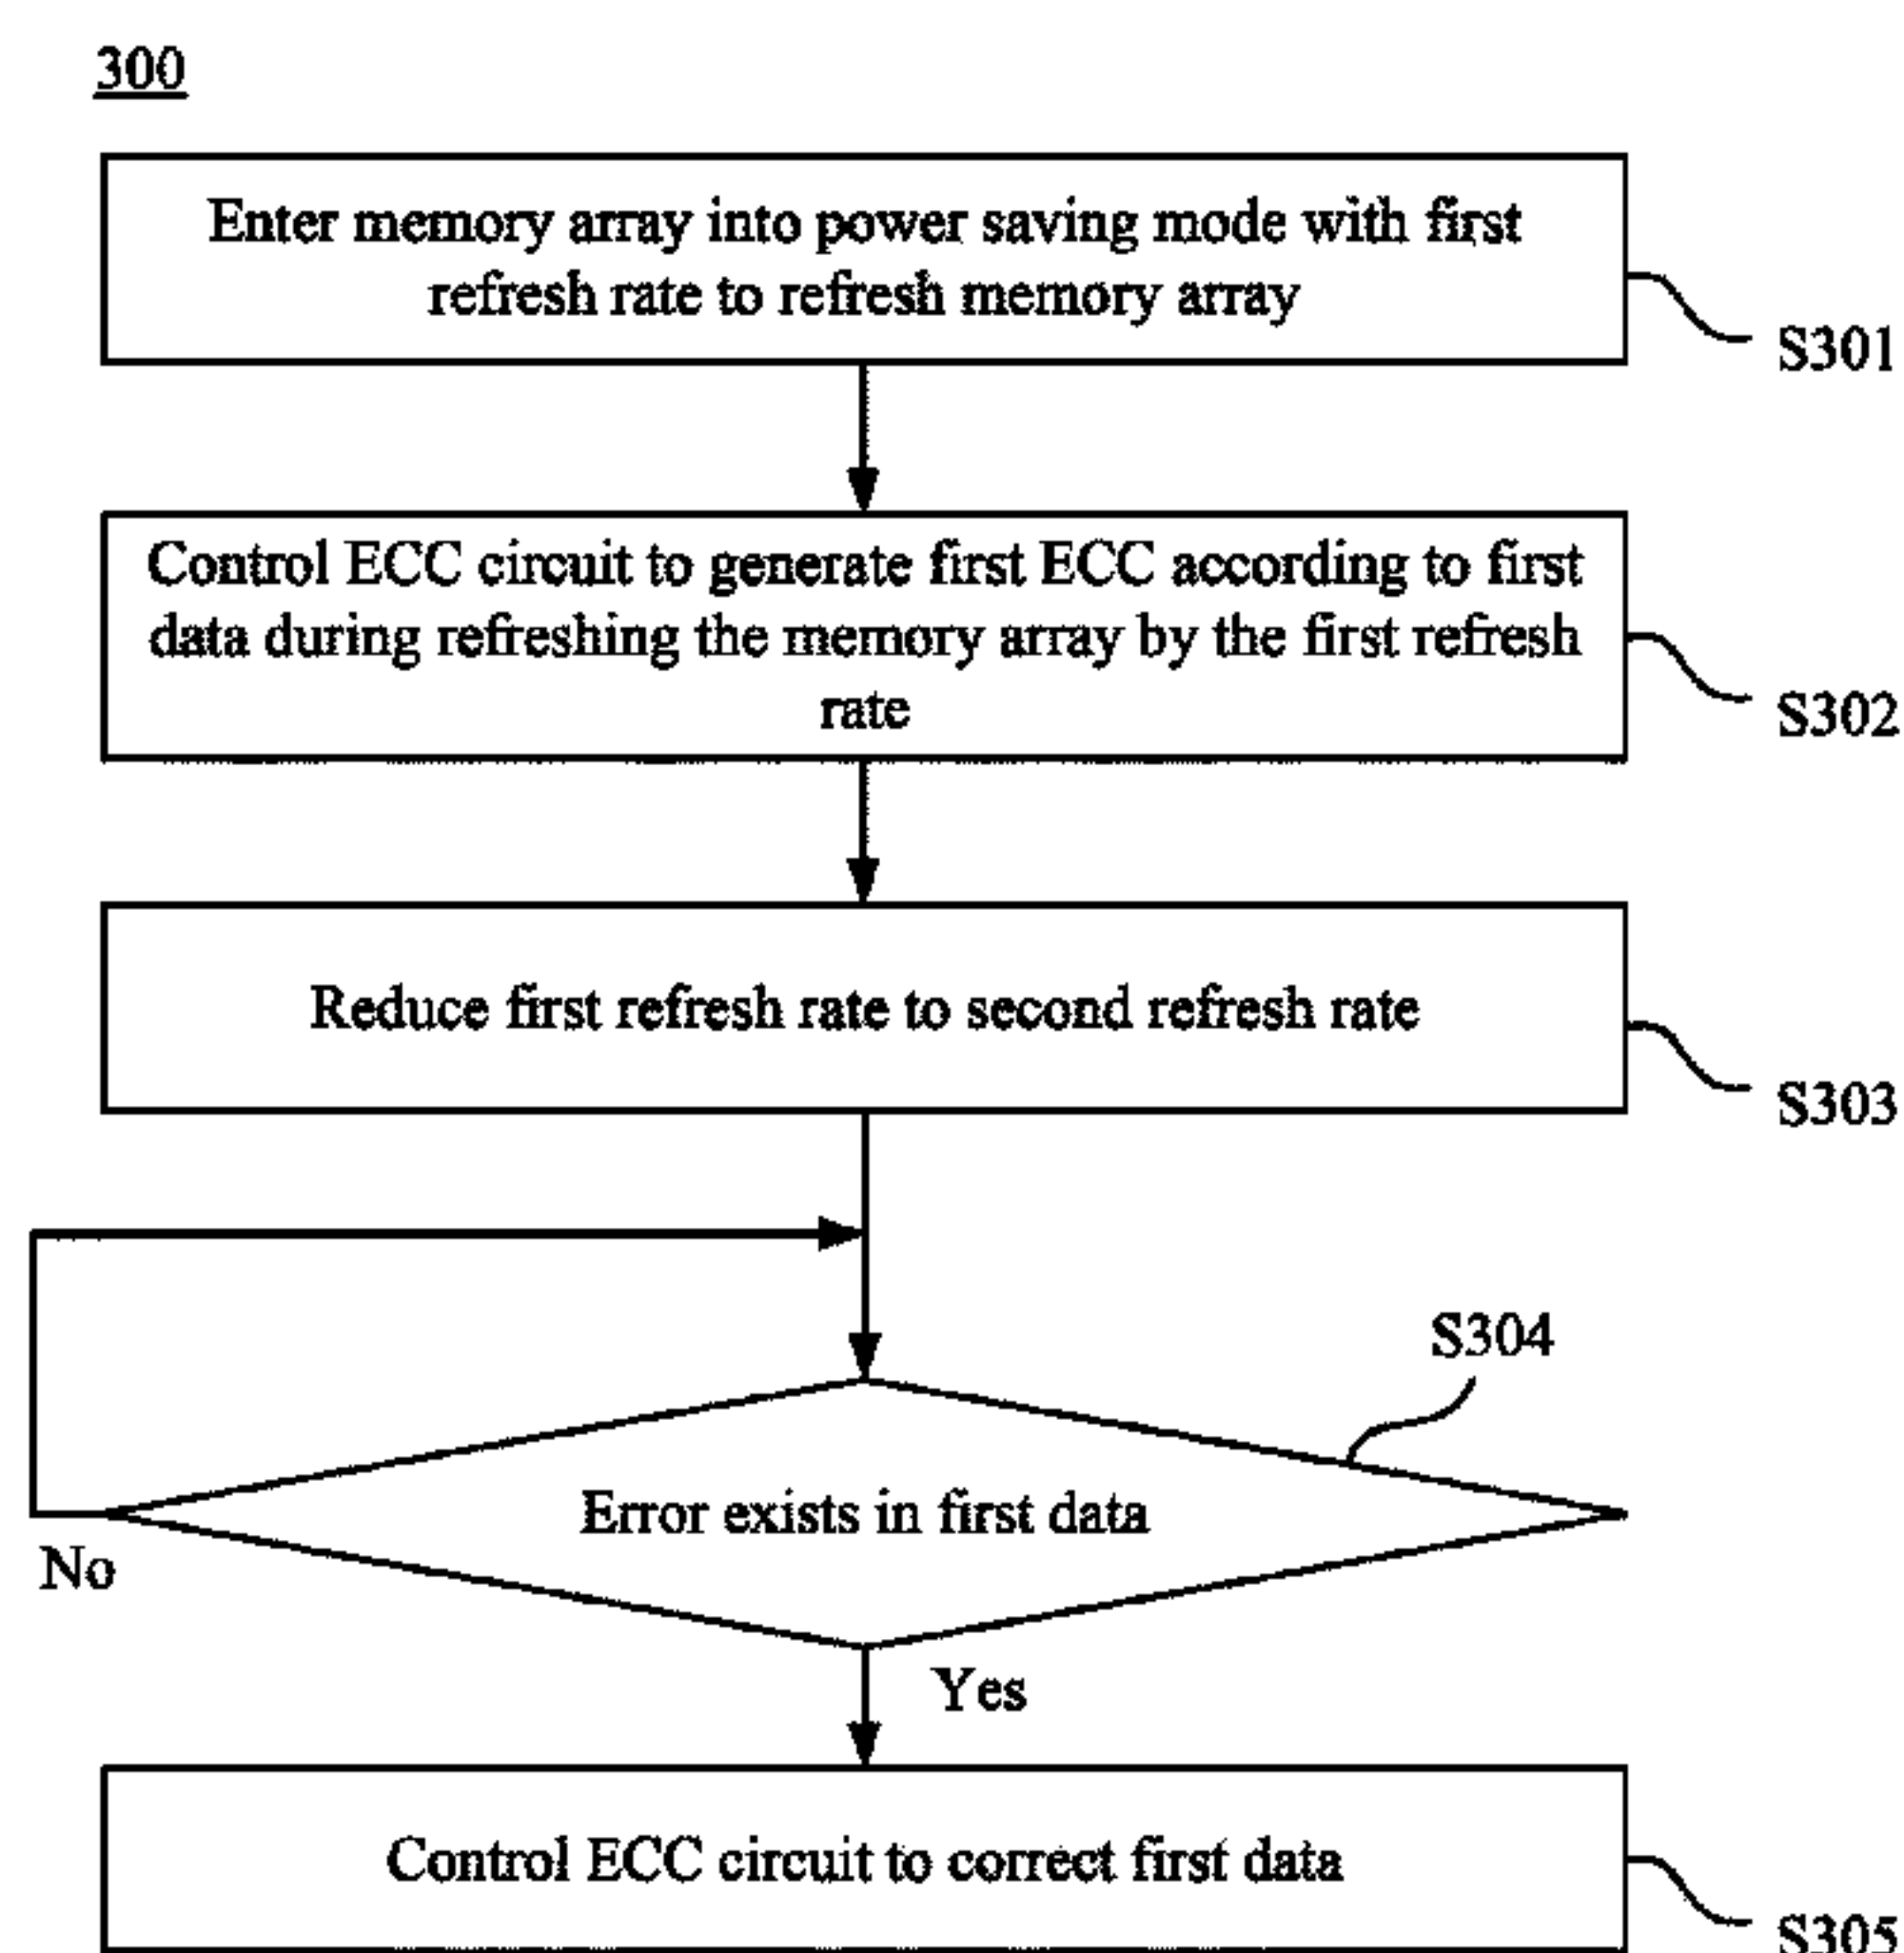 300
Enter memory array into power saving mode with first
refresh rate to refresh memory array
S301
Control ECC circuit to generate first ECC according to first
data during refreshing the memory array by the first refresh
rate
S302
Reduce first refresh rate to second refresh rate
S303
S304
Error exists in first data
No
Yes
Control ECC circuit to correct first data
S305